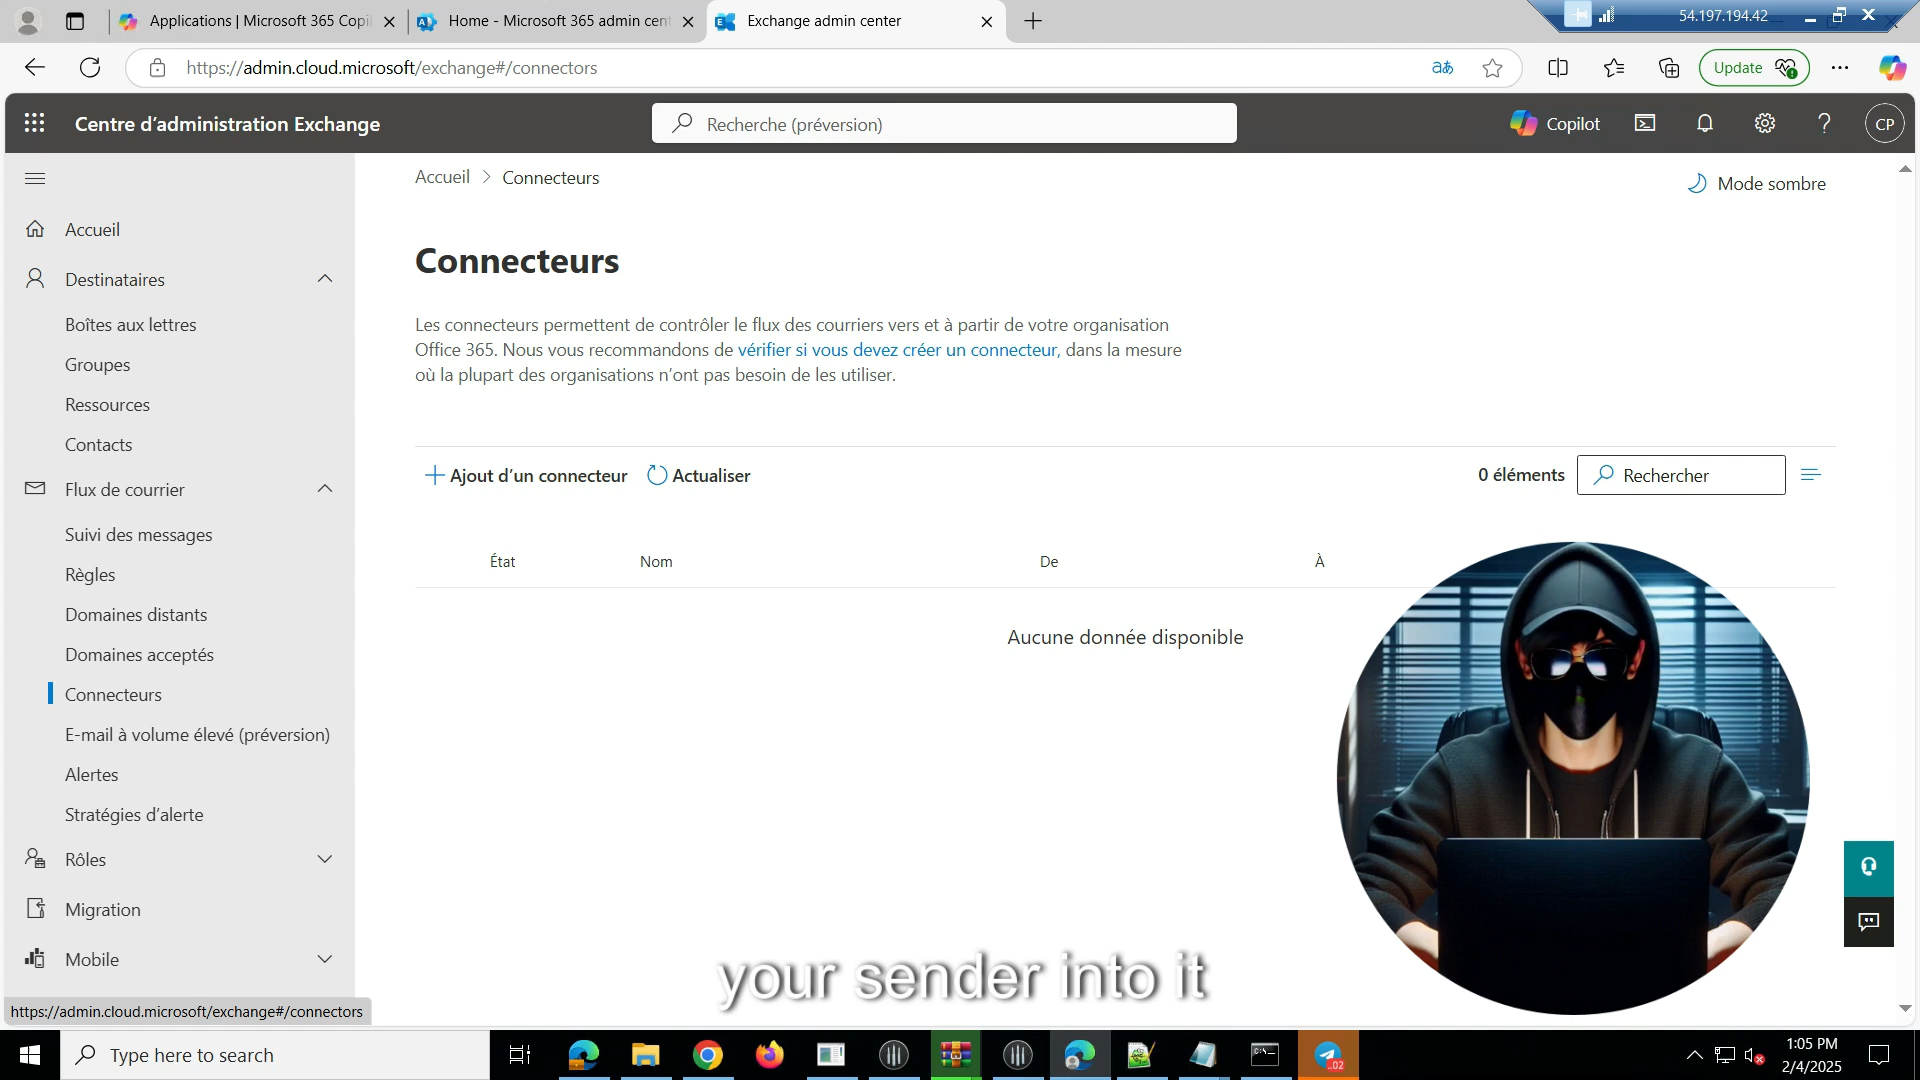 Applications | Microsoft 365 Copi
Home - Microsoft 365 admin cen
Exchange admin center
54.197.194.42
https://admin.cloud.microsoft/exchange#/connectors
aあ
Update
Centre d’administration Exchange
Recherche (préversion)
Copilot
CP
Accueil > Connecteurs
Mode sombre
Accueil
Destinataires
Boîtes aux lettres
Groupes
Ressources
Contacts
Flux de courrier
Suivi des messages
Règles
Domaines distants
Domaines acceptés
Connecteurs
E-mail à volume élevé (préversion)
Alertes
Stratégies d’alerte
Rôles
Migration
Mobile
https://admin.cloud.microsoft/exchange#/connectors
Connecteurs
Les connecteurs permettent de contrôler le flux des courriers vers et à partir de votre organisation
Office 365. Nous vous recommandons de vérifier si vous devez créer un connecteur, dans la mesure
où la plupart des organisations n’ont pas besoin de les utiliser.
Ajout d’un connecteur
Actualiser
0 éléments
Rechercher
État
Nom
De
À
Aucune donnée disponible
your sender into it
Type here to search
..02
1:05 PM
2/4/2025